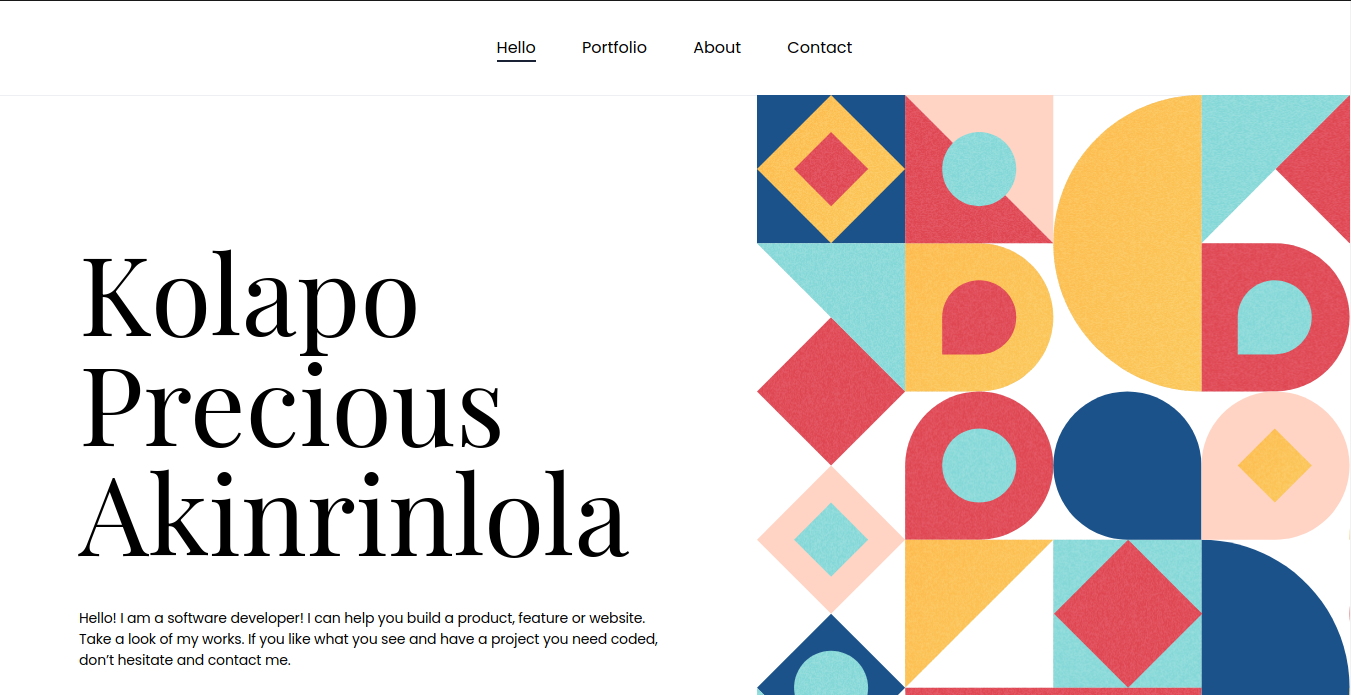 Hello Portfolio About Contact
Kolapo
Precious
Akinrinlola
Hello! I am a software developer! I can help you build a product, feature or website.
Take a look of my works. If you like what you see and have a project you need coded,
don’t hesitate and contact me.